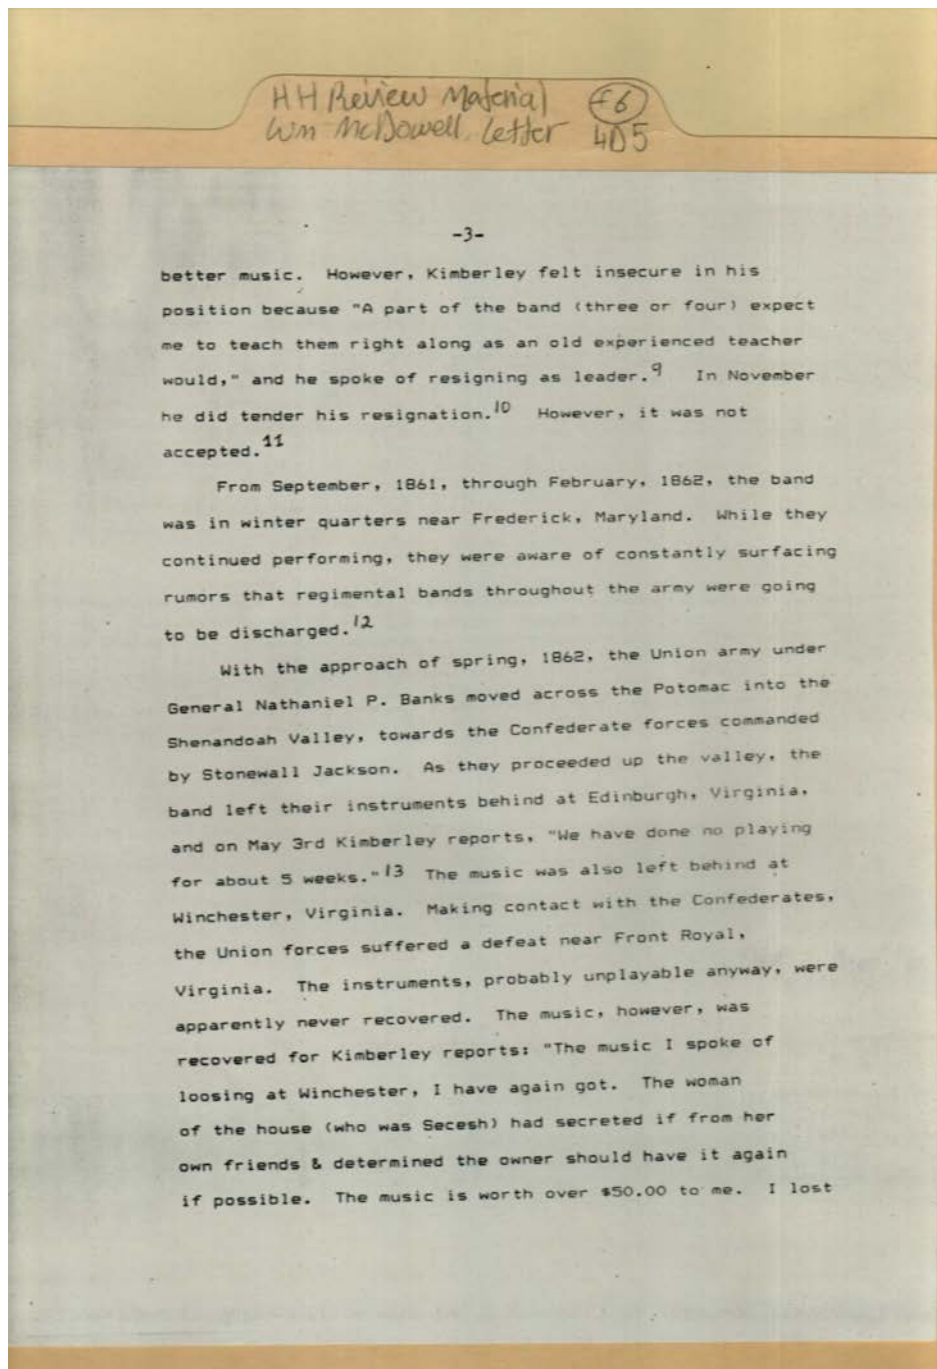 HH Review Material f6
Wm McDowell Letter 4D5
-3-
better music. However, Kimberley felt insecure in his
position because "A part of the band (three or four) expect
me to teach them right along as an old experienced teacher
would," and he spoke of resigning as leader.9 In November
he did tender his resignation.10 However, it was not
accepted.11
From September, 1861, through February, 1862, the band
was in winter quarters near Frederick, Maryland. While they
continued performing, they were aware of constantly surfacing
rumors that regimental bands throughout the army were going
to be discharged.12
With the approach of spring, 1862, the Union army under
General Nathaniel P. Banks moved across the Potomac into the
Shenandoah Valley, towards the Confederate forces commanded
by Stonewall Jackson. As they proceeded up the valley, the
band left their instruments behind at Edinburgh, Virginia,
and on May 3rd Kimberley reports, "We have done no playing
for about 5 weeks."13 The music was also left behind at
Winchester, Virginia. Making contact with the Confederates,
the Union forces suffered a defeat near Front Royal,
Virginia. The instruments, probably unplayable anyway, were
apparently never recovered. The music, however, was
recovered for Kimberley reports: "The music I spoke of
loosing at Winchester, I have again got. The woman
of the house (who was Secesh) had secreted if from her
own friends & determined the owner should have it again
if possible. The music is worth over $50.00 to me. I lost